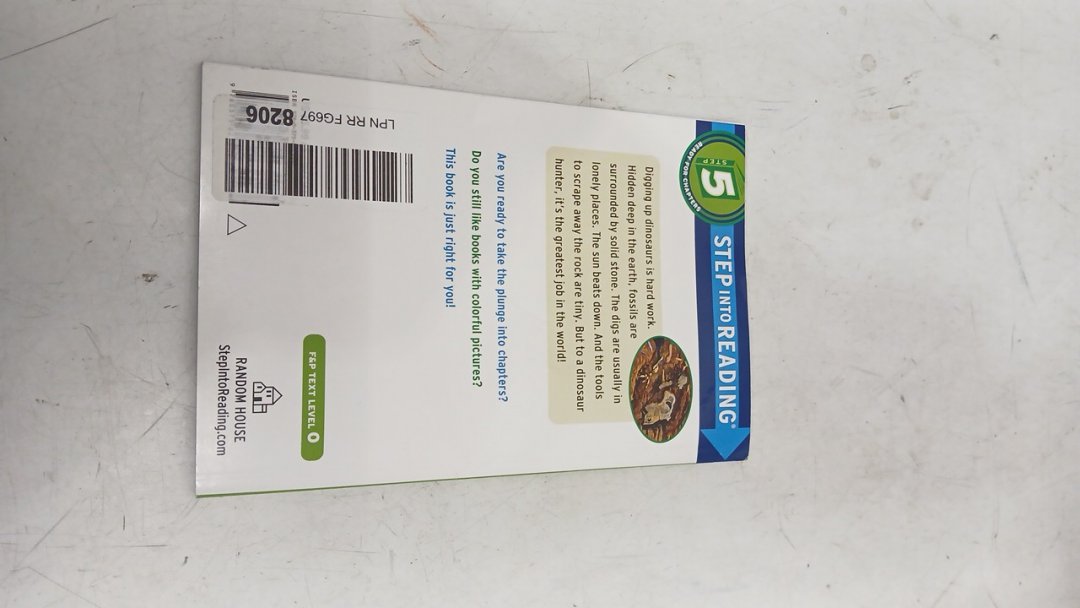 STEP 5
READY FOR CHAPTERS
STEP INTO READING®
Digging up dinosaurs is hard work.
Hidden deep in the earth, fossils are
surrounded by solid stone. The digs are usually in
lonely places. The sun beats down. And the tools
to scrape away the rock are tiny. But to a dinosaur
hunter, it's the greatest job in the world!
Are you ready to take the plunge into chapters?
Do you still like books with colorful pictures?
This book is just right for you!
F&P TEXT LEVEL O
RANDOM HOUSE
StepIntoReading.com
LPN RR FG697
8206